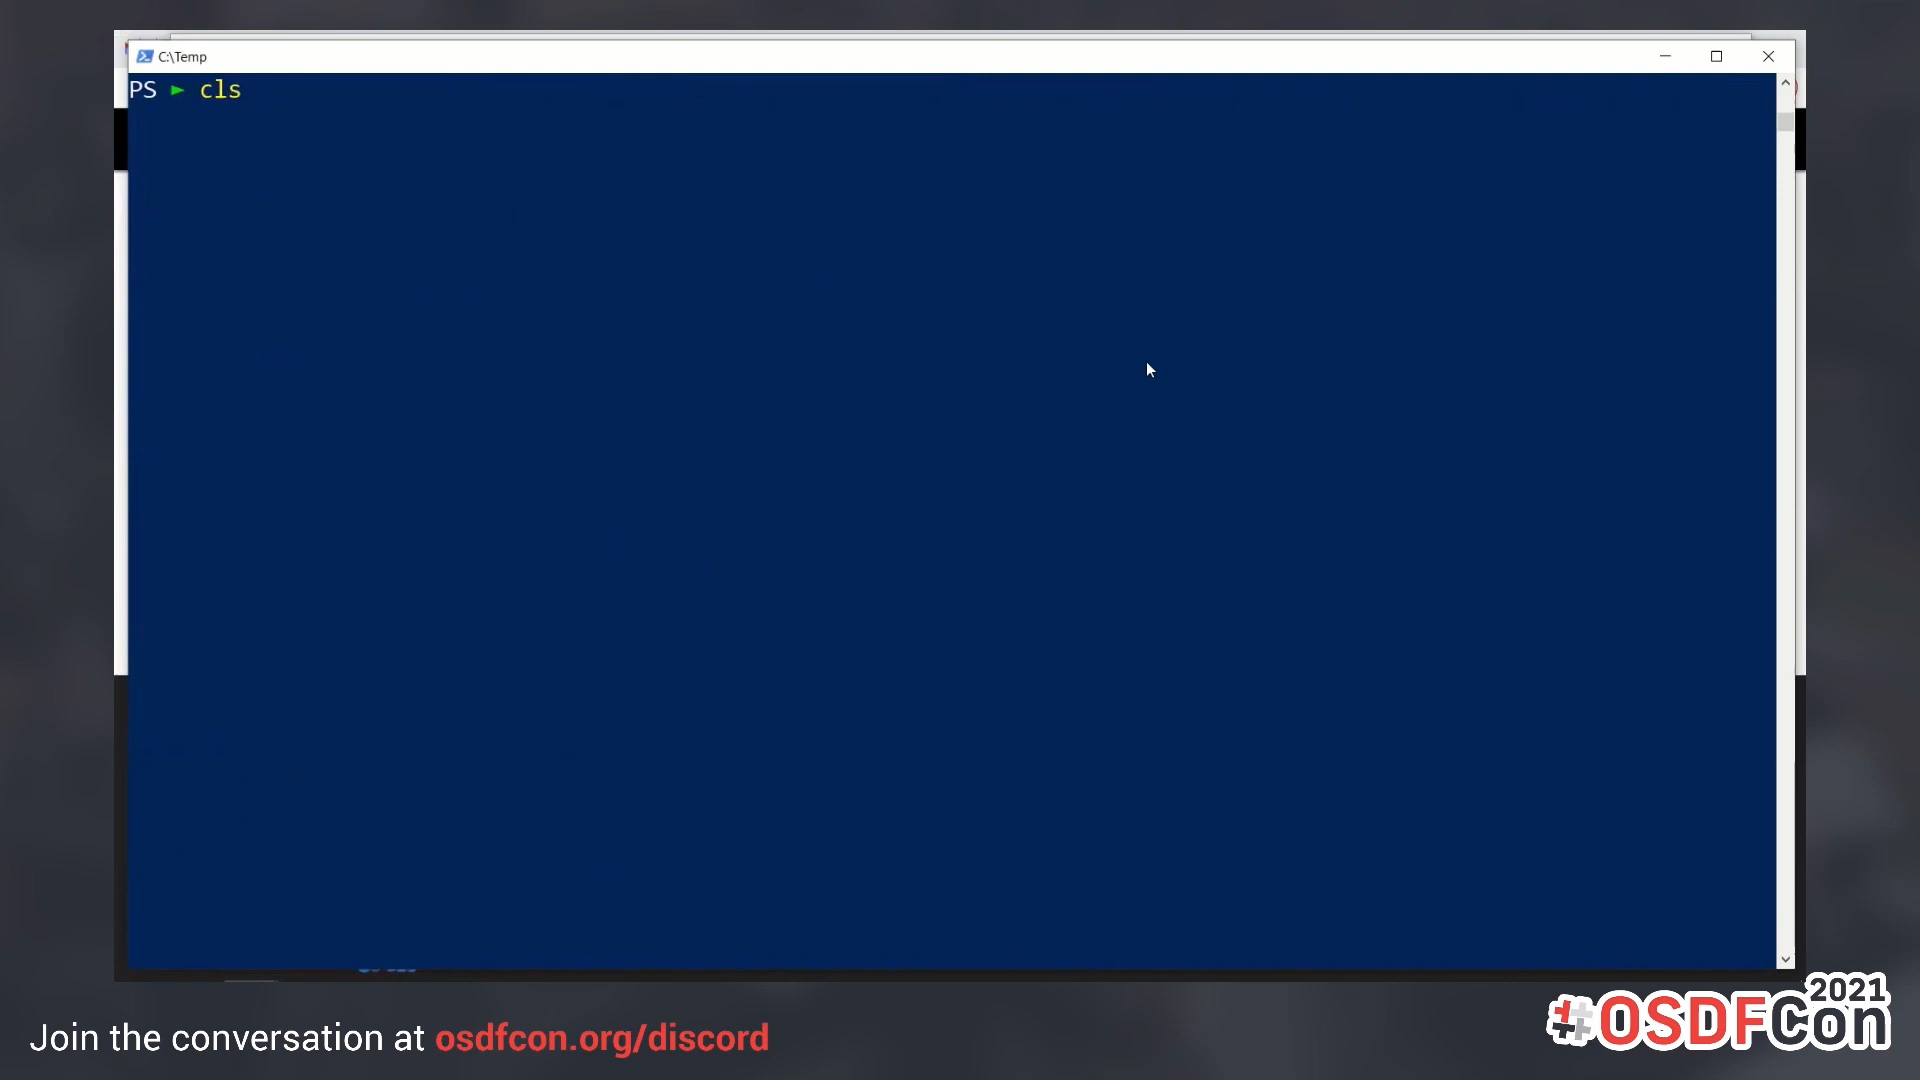 C:\Temp
PS ► cls
2021
#OSDFCon
Join the conversation at osdfcon.org/discord